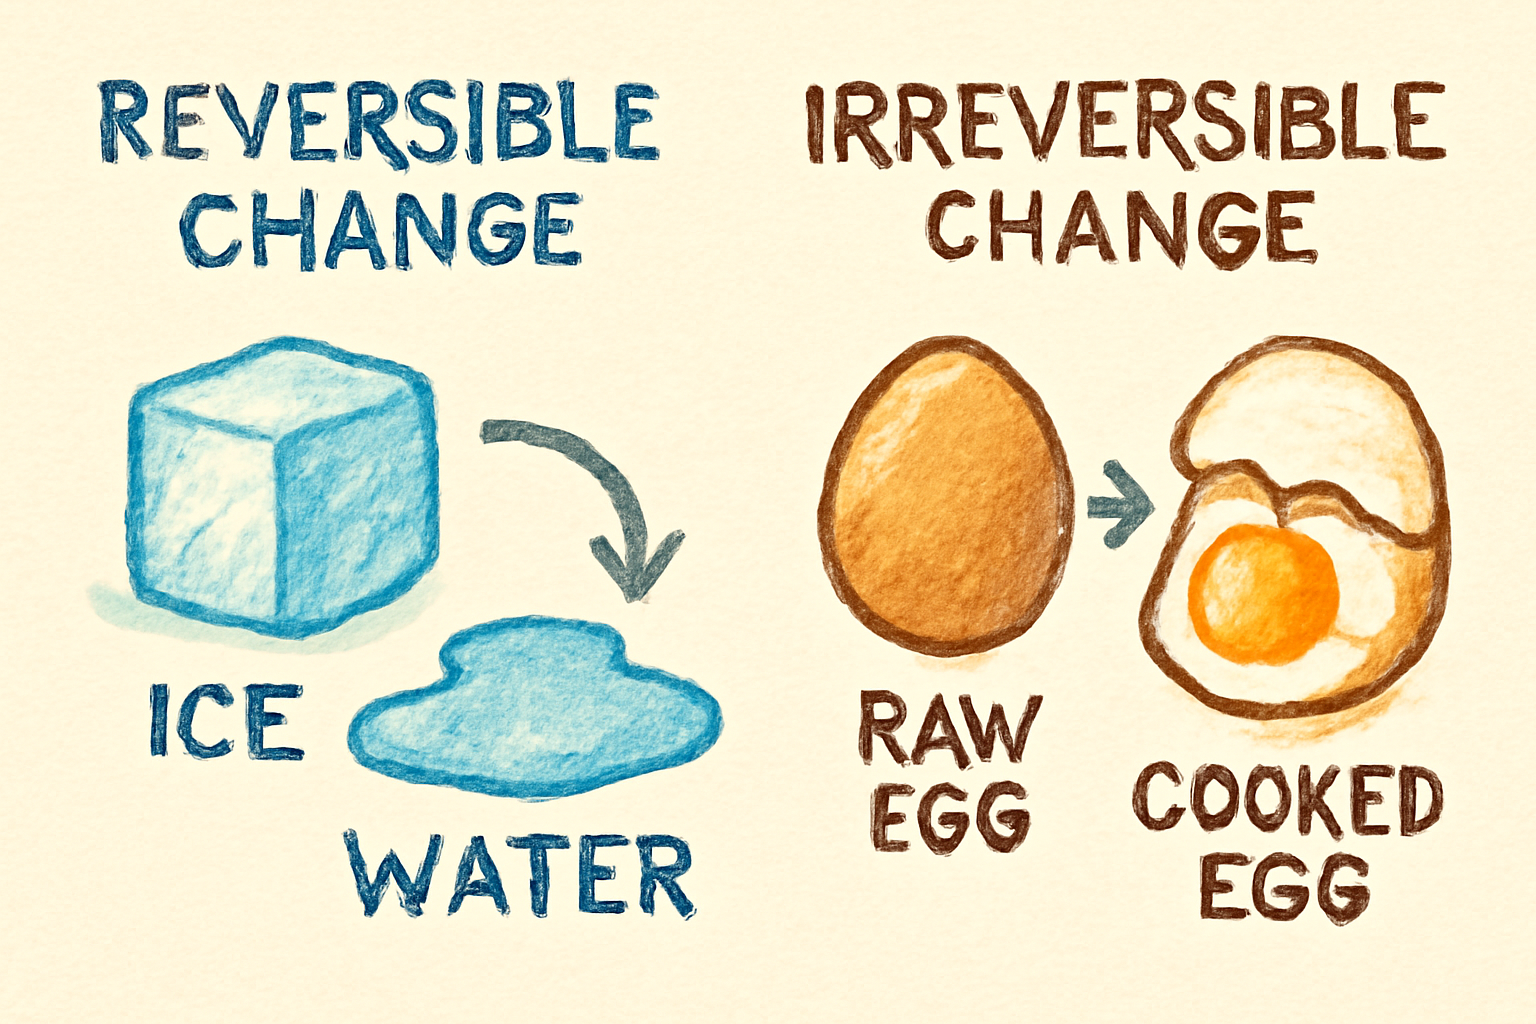 REVERSIBLE
CHANGE
ICE
WATER
IRREVERSIBLE
CHANGE
RAW
EGG
COOKED
EGG